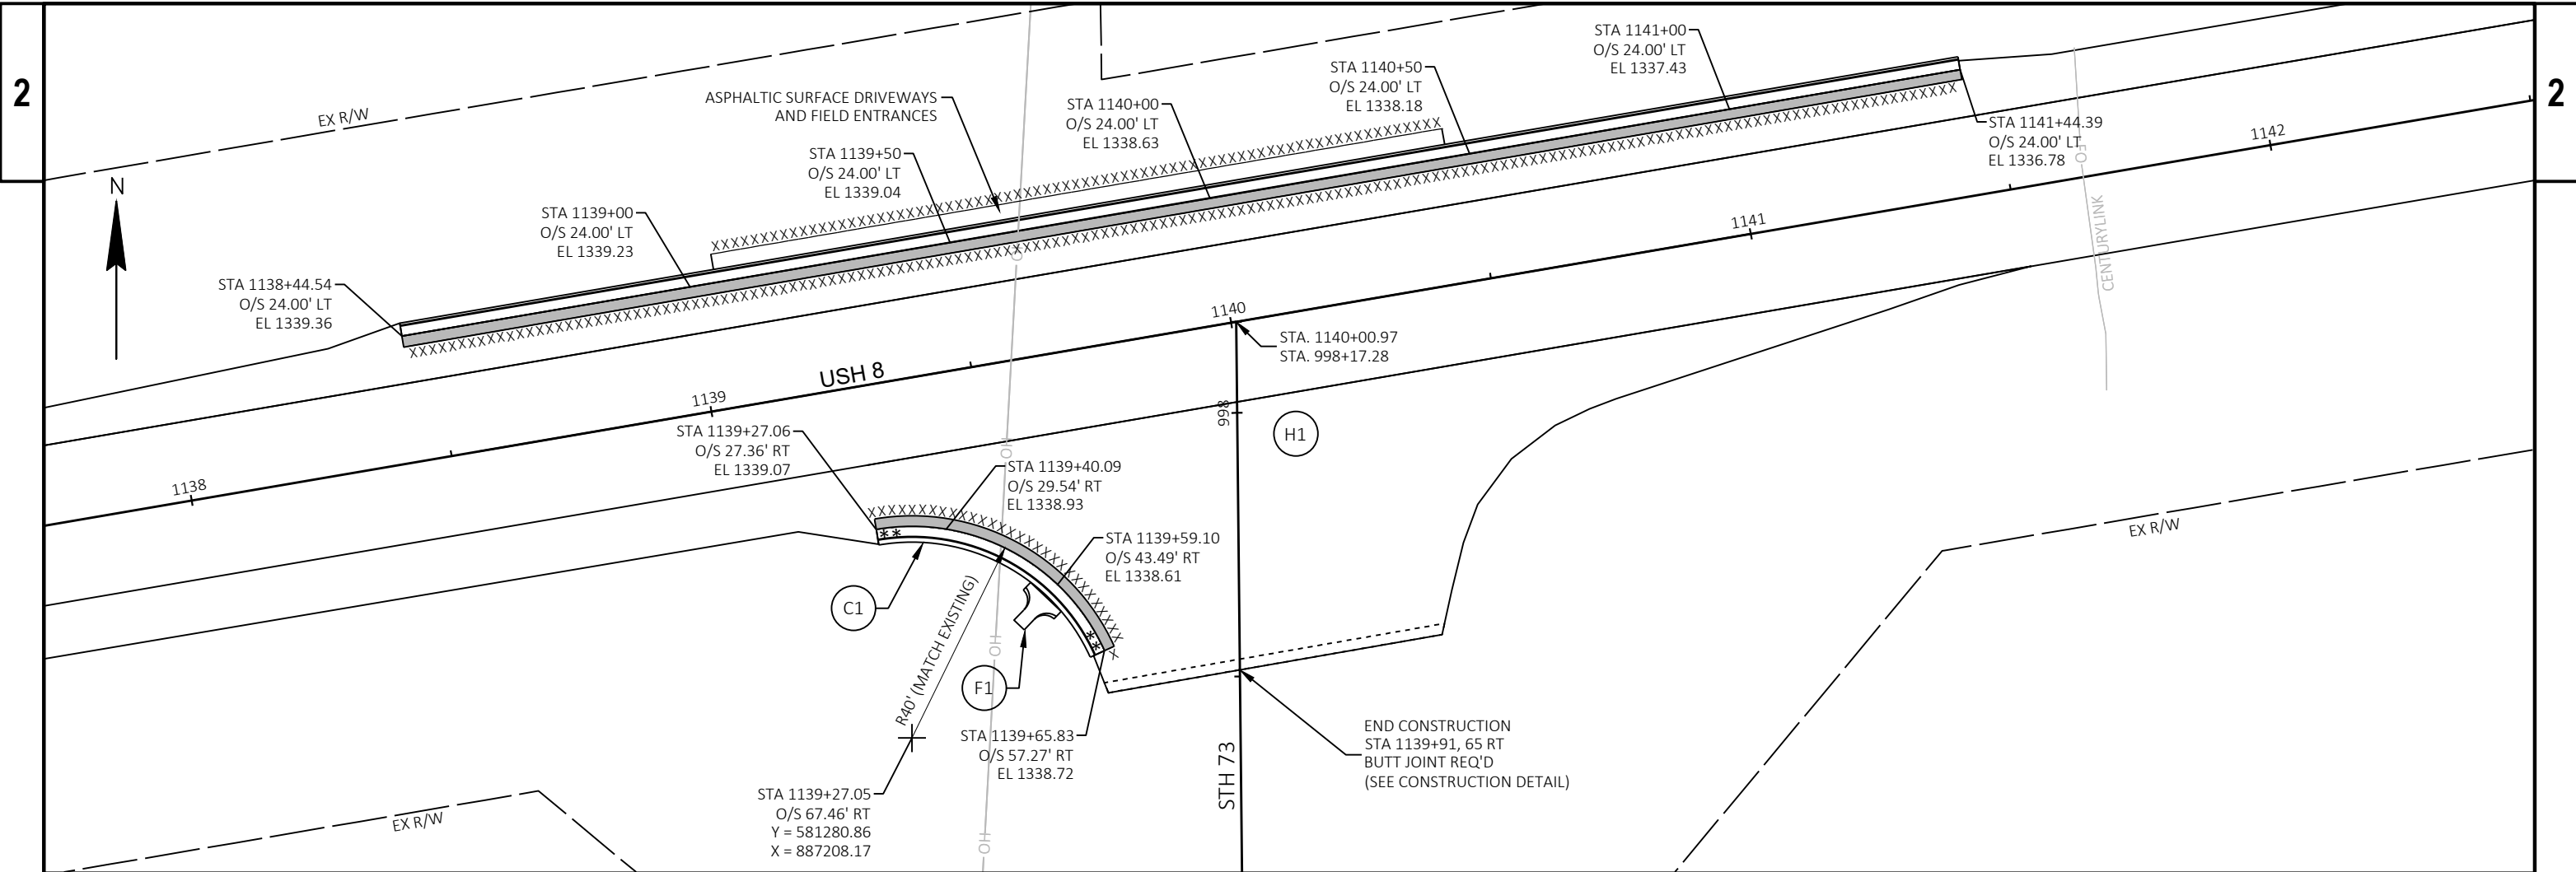 2
2
STA 1141+00
O/S 24.00' LT
EL 1337.43
STA 1140+50
O/S 24.00' LT
EL 1338.18
ASPHALTIC SURFACE DRIVEWAYS
AND FIELD ENTRANCES
STA 1140+00
O/S 24.00' LT
EL 1338.63
EX R/W
STA 1139+50
O/S 24.00' LT
EL 1339.04
STA 1141+44.39
O/S 24.00' LT
EL 1336.78
FO
CENTURYLINK
1142
N
STA 1139+00
O/S 24.00' LT
EL 1339.23
1141
STA 1138+44.54
O/S 24.00' LT
EL 1339.36
1140
STA. 1140+00.97
STA. 998+17.28
USH 8
1139
998
H1
STA 1139+27.06
O/S 27.36' RT
EL 1339.07
STA 1139+40.09
O/S 29.54' RT
EL 1338.93
1138
STA 1139+59.10
O/S 43.49' RT
EL 1338.61
EX R/W
C1
R40' (MATCH EXISTING)
OH
OH
OH
F1
STA 1139+65.83
O/S 57.27' RT
EL 1338.72
END CONSTRUCTION
STA 1139+91, 65 RT
BUTT JOINT REQ'D
(SEE CONSTRUCTION DETAIL)
STH 73
STA 1139+27.05
O/S 67.46' RT
Y = 581280.86
X = 887208.17
EX R/W